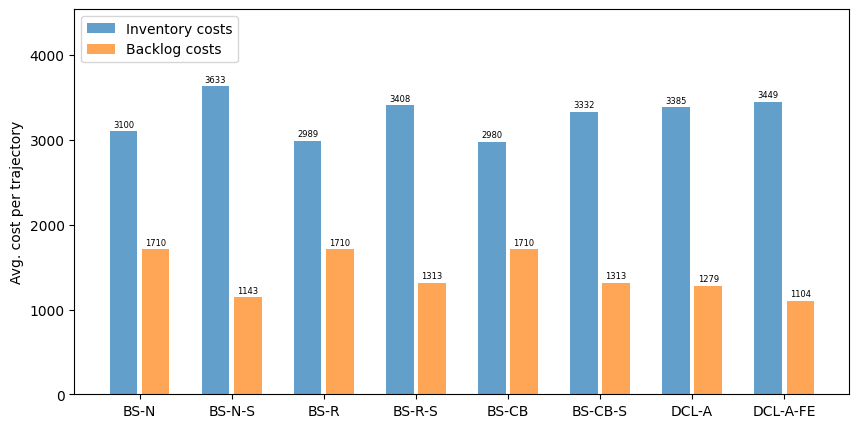 Inventory costs
Backlog costs
Avg. cost per trajectory
4000
3000
2000
1000
0
3100
1710
3633
1143
2989
1710
3408
1313
2980
1710
3332
1313
3385
1279
3449
1104
BS-N
BS-N-S
BS-R
BS-R-S
BS-CB
BS-CB-S
DCL-A
DCL-A-FE